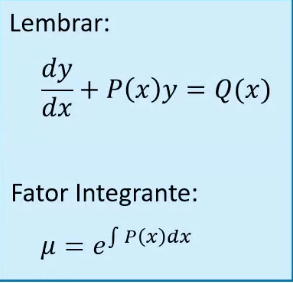 Lembrar:
dy/dx + P(x)y = Q(x)
Fator Integrante:
μ = e^∫ P(x)dx